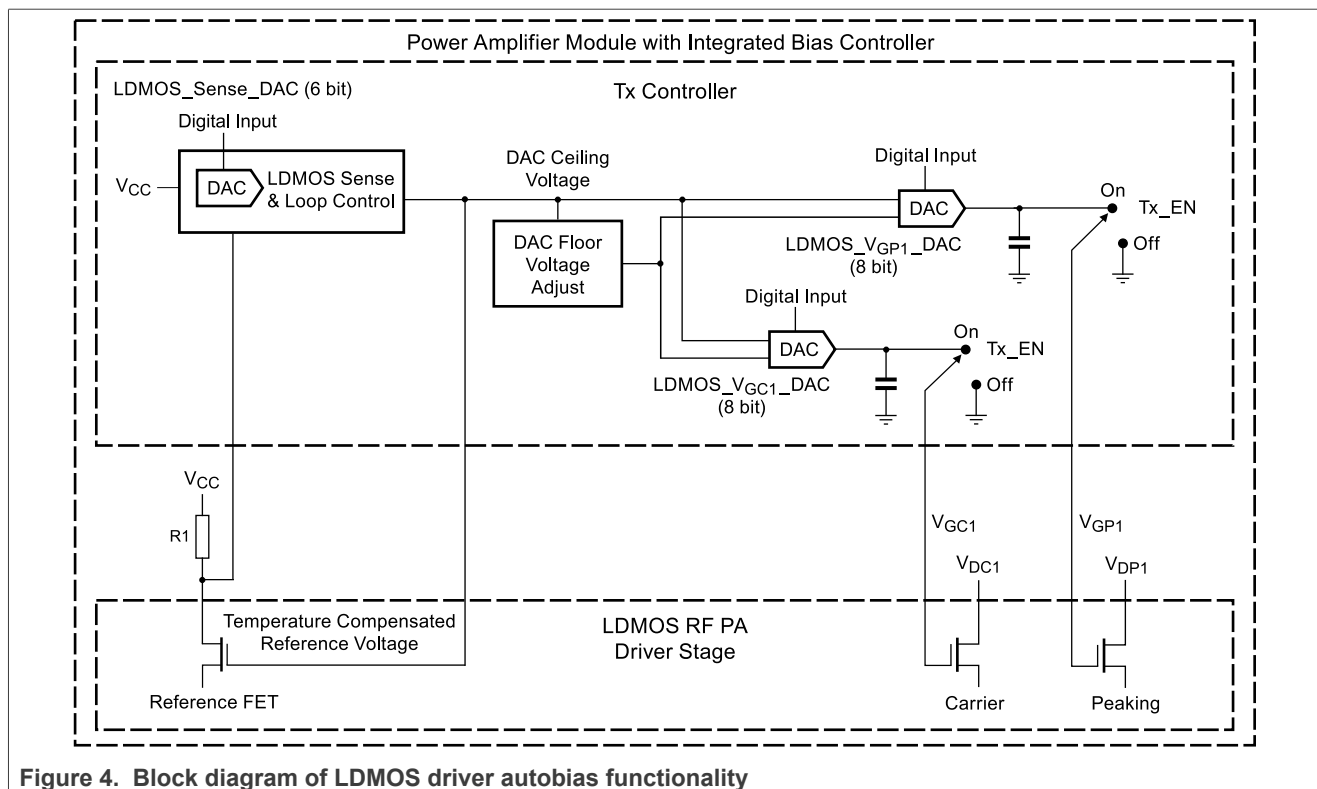 Power Amplifier Module with Integrated Bias Controller
LDMOS_Sense_DAC (6 bit)
Tx Controller
Digital Input
VCC
DAC
LDMOS Sense
& Loop Control
DAC Ceiling
Voltage
DAC Floor
Voltage
Adjust
Digital Input
DAC
LDMOS_VGP1_DAC
(8 bit)
On
Tx_EN
Off
Digital Input
DAC
LDMOS_VGC1_DAC
(8 bit)
On
Tx_EN
Off
VCC
R1
VGC1
VGP1
VDC1
VDP1
Temperature Compensated
Reference Voltage
LDMOS RF PA
Driver Stage
Reference FET
Carrier
Peaking
Figure 4. Block diagram of LDMOS driver autobias functionality